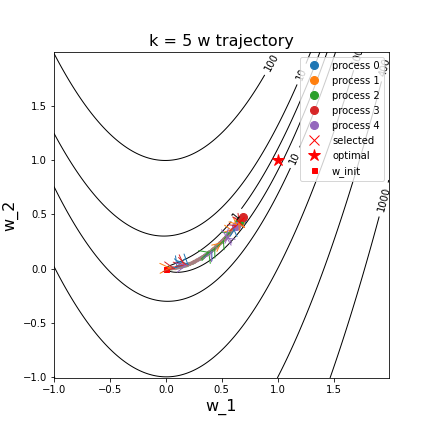 k = 5 w trajectory
w_2
1.5
1.0
0.5
0.0
−0.5
−1.0
−1.0
−0.5
0.0
0.5
1.0
1.5
w_1
100
10
10
1
1000
process 0
process 1
process 2
process 3
process 4
selected
optimal
w_init